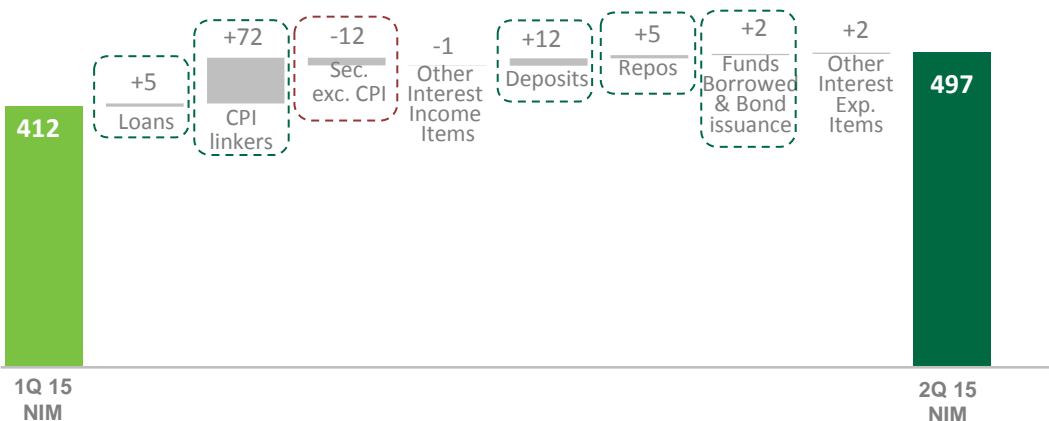 412
+5
Loans
+72
CPI
linkers
-12
Sec.
exc. CPI
-1
Other
Interest
Income
Items
+12
Deposits
+5
Repos
+2
Funds
Borrowed
& Bond
issuance
+2
Other
Interest
Exp.
Items
497
1Q 15
NIM
2Q 15
NIM